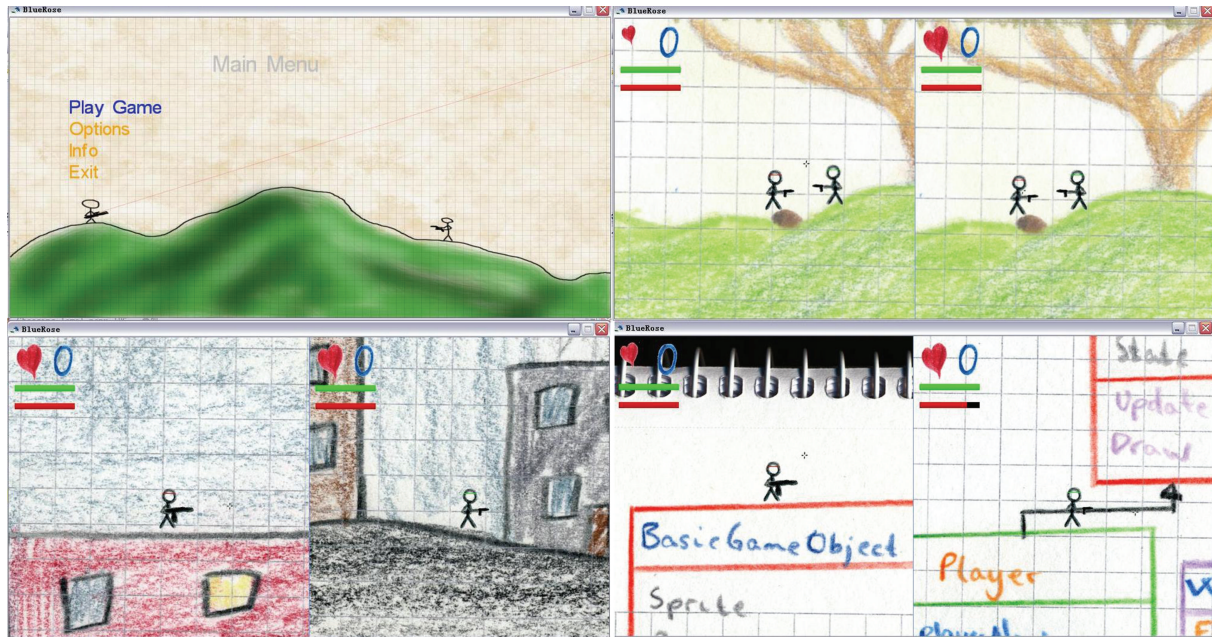 BlueRose
Main Menu
Play Game
Options
Info
Exit
BlueRose
0
0
BlueRose
0
0
BlueRose
0
0
State
Update
Draw
BasicGameObject
Player
Sprite
W
E